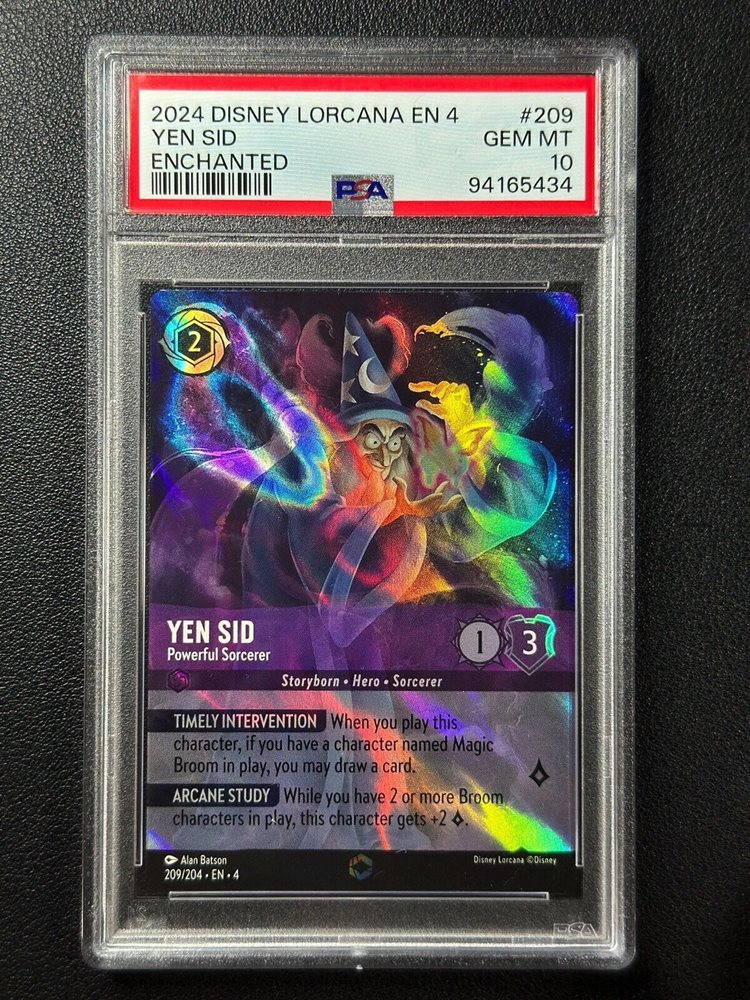 2024 DISNEY LORCANA EN 4 #209
YEN SID GEM MT
ENCHANTED 10
PSA 94165434
2
YEN SID
Powerful Sorcerer
1 3
Storyborn • Hero • Sorcerer
TIMELY INTERVENTION When you play this
character, if you have a character named Magic
Broom in play, you may draw a card.
ARCANE STUDY While you have 2 or more Broom
characters in play, this character gets +2 ⬧.
Alan Batson Disney Lorcana ©Disney
209/204 • EN • 4
PSA